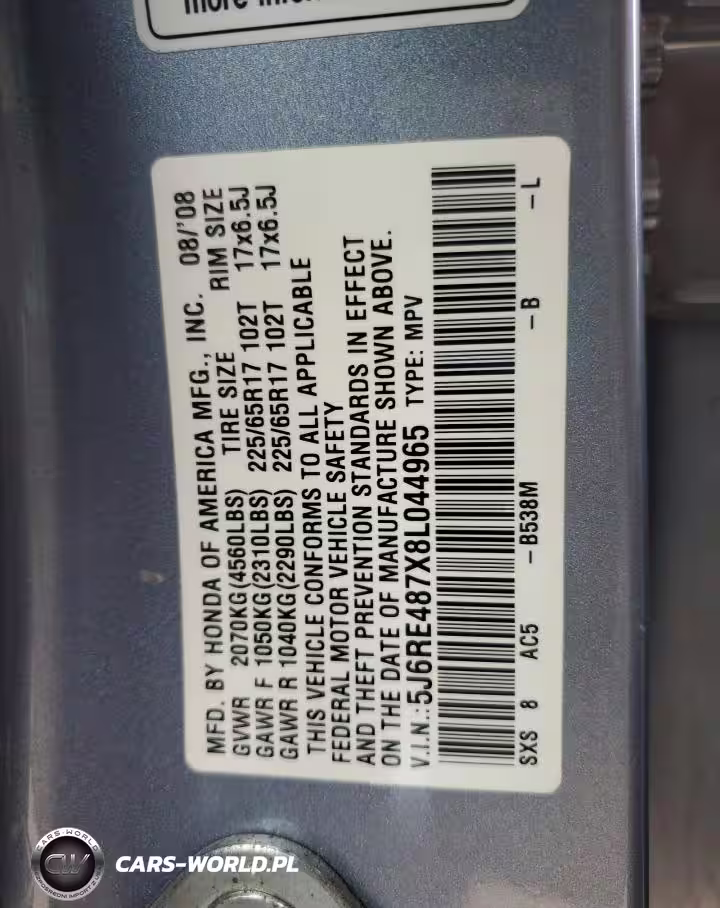 MFD. BY HONDA OF AMERICA MFG., INC. 08/'08
GVWR 2070KG(4560LBS) TIRE SIZE RIM SIZE
GAWR F 1050KG(2310LBS) 225/65R17 102T 17x6.5J
GAWR R 1040KG(2290LBS) 225/65R17 102T 17x6.5J
THIS VEHICLE CONFORMS TO ALL APPLICABLE
FEDERAL MOTOR VEHICLE SAFETY
AND THEFT PREVENTION STANDARDS IN EFFECT
ON THE DATE OF MANUFACTURE SHOWN ABOVE.
V.I.N.: 5J6RE487X8L044965 TYPE: MPV
SXS 8 AC5 -B538M -B -L
CARS-WORLD
CW
CARS-WORLD.PL